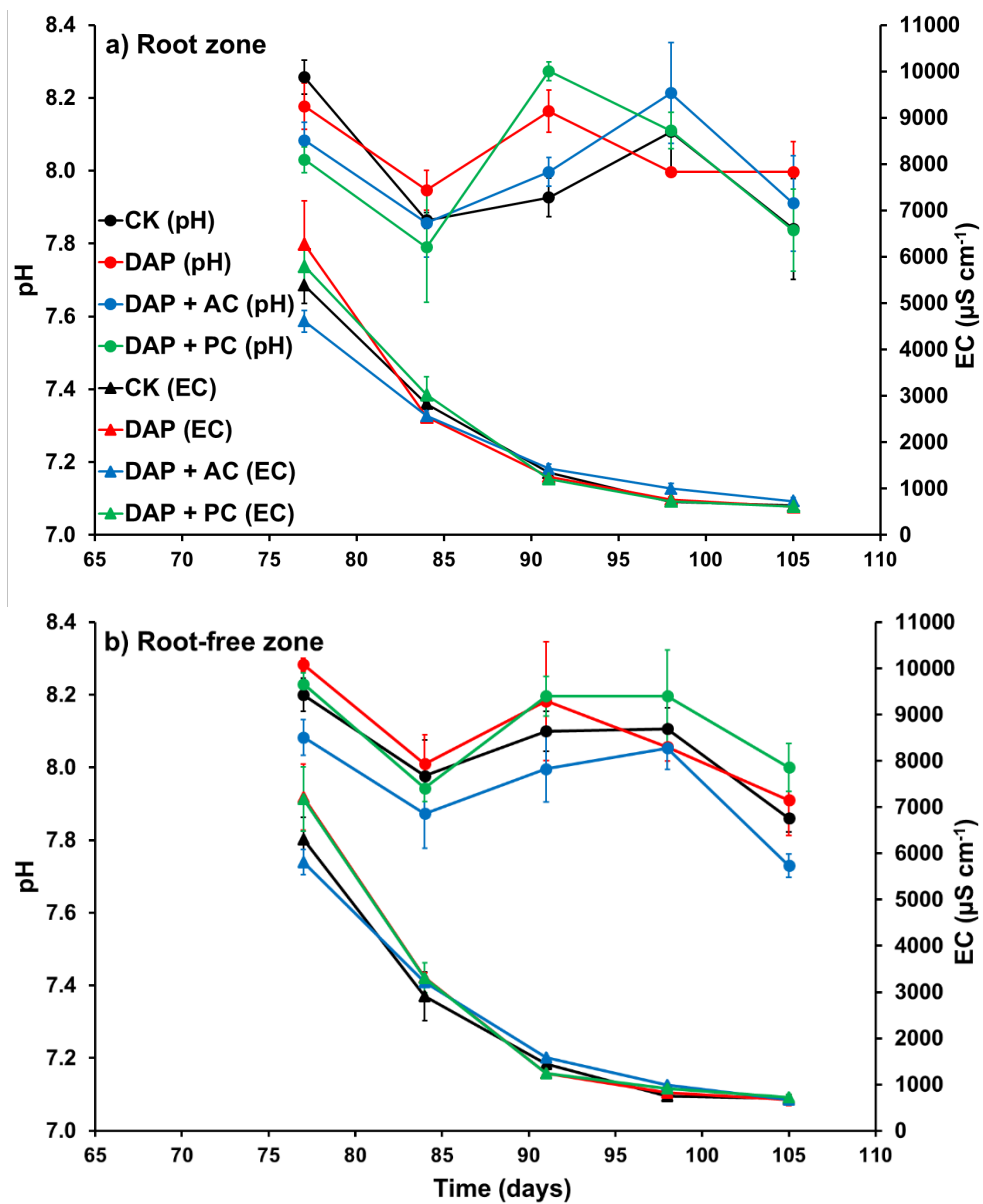 a) Root zone
8.4
8.2
8.0
7.8
7.6
7.4
7.2
7.0
pH
11000
10000
9000
8000
7000
6000
5000
4000
3000
2000
1000
0
EC (µS cm⁻¹)
CK (pH)
DAP (pH)
DAP + AC (pH)
DAP + PC (pH)
CK (EC)
DAP (EC)
DAP + AC (EC)
DAP + PC (EC)
65 70 75 80 85 90 95 100 105 110
b) Root-free zone
8.4
8.2
8.0
7.8
7.6
7.4
7.2
7.0
pH
11000
10000
9000
8000
7000
6000
5000
4000
3000
2000
1000
0
EC (µS cm⁻¹)
65 70 75 80 85 90 95 100 105 110
Time (days)